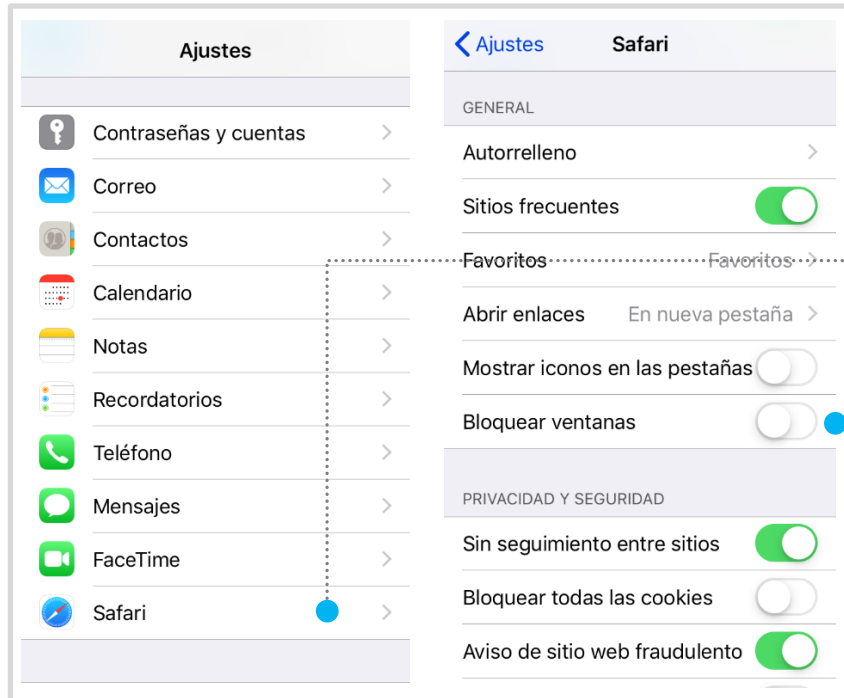 Ajustes
Contraseñas y cuentas
Correo
Contactos
Calendario
Notas
Recordatorios
Teléfono
Mensajes
FaceTime
Safari
Ajustes
Safari
GENERAL
Autorrelleno
Sitios frecuentes
Favoritos Favoritos
Abrir enlaces En nueva pestaña
Mostrar iconos en las pestañas
Bloquear ventanas
PRIVACIDAD Y SEGURIDAD
Sin seguimiento entre sitios
Bloquear todas las cookies
Aviso de sitio web fraudulento